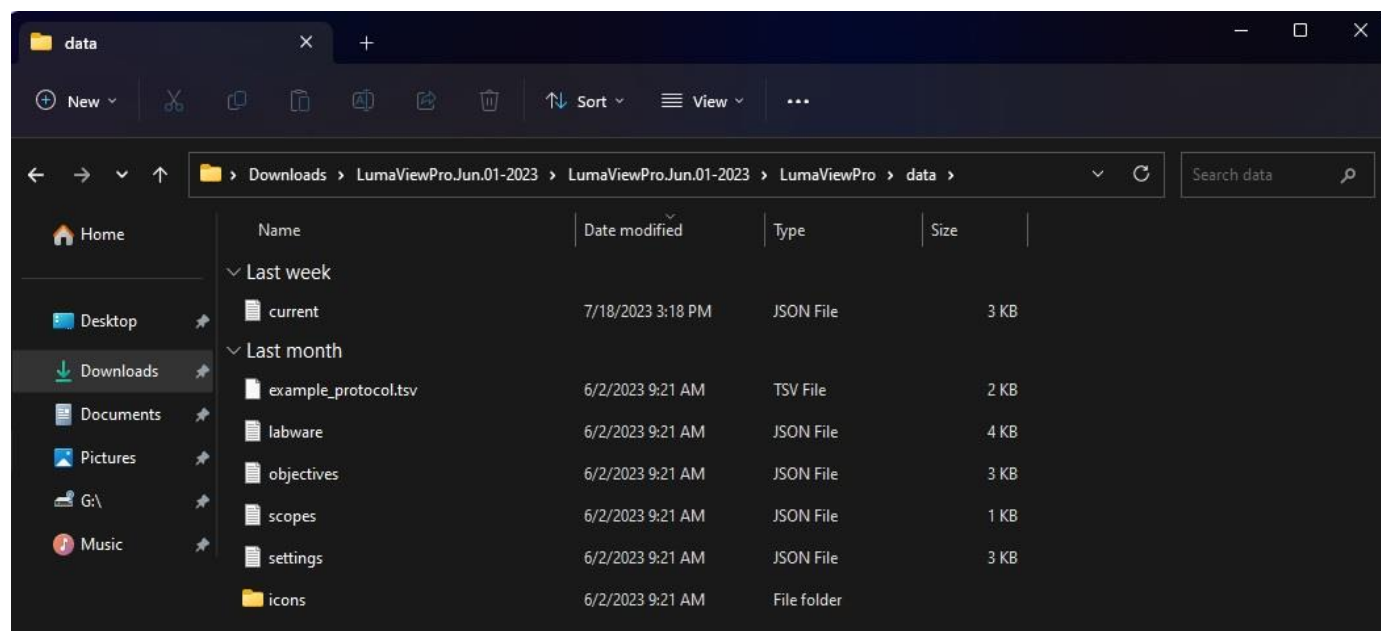 data
New Sort View ...
Downloads > LumaViewPro.Jun.01-2023 > LumaViewPro.Jun.01-2023 > LumaViewPro > data > Search data
Home
Desktop
Downloads
Documents
Pictures
G:\
Music
Name Date modified Type Size
Last week
current 7/18/2023 3:18 PM JSON File 3 KB
Last month
example_protocol.tsv 6/2/2023 9:21 AM TSV File 2 KB
labware 6/2/2023 9:21 AM JSON File 4 KB
objectives 6/2/2023 9:21 AM JSON File 3 KB
scopes 6/2/2023 9:21 AM JSON File 1 KB
settings 6/2/2023 9:21 AM JSON File 3 KB
icons 6/2/2023 9:21 AM File folder